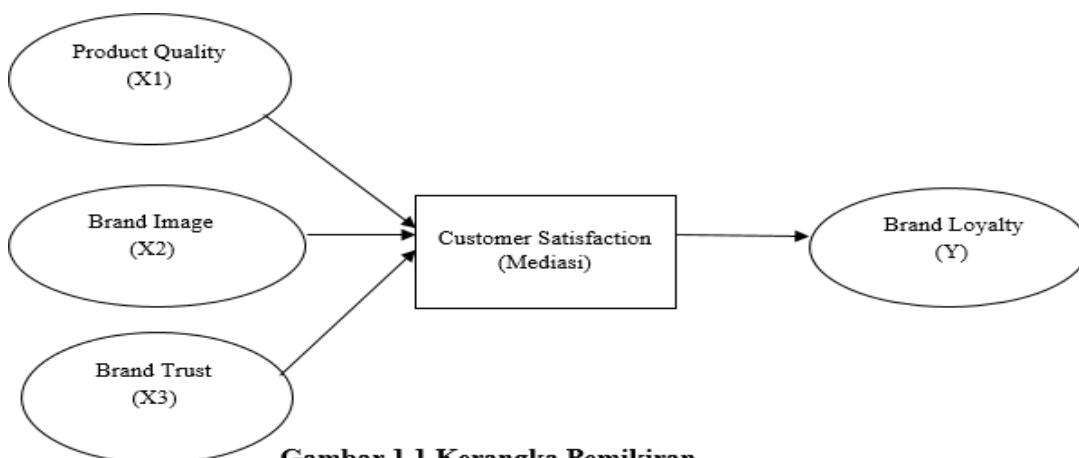 Product Quality
(X1)
Brand Image
(X2)
Customer Satisfaction
(Mediasi)
Brand Loyalty
(Y)
Brand Trust
(X3)
Gambar 1.1 Kerangka Pemikiran